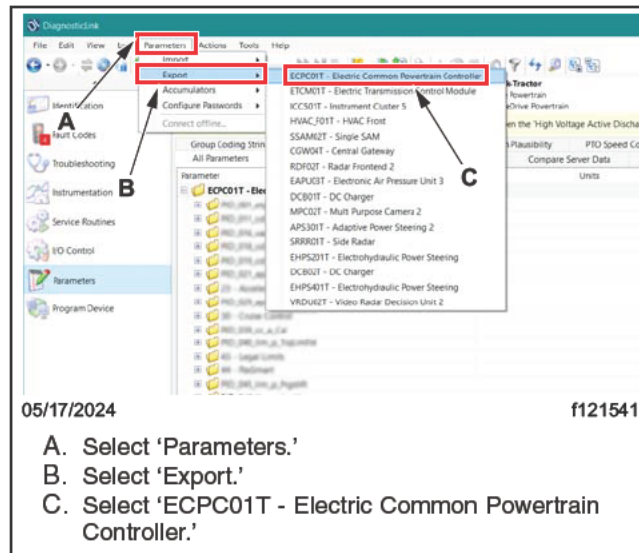 DiagnosticLink
File Edit View Parameters Actions Tools Help
Import
Export
Accumulators
Configure Passwords
Connect offline...
ECPC01T - Electric Common Powertrain Controller
ETCM01T - Electric Transmission Control Module
ICC501T - Instrument Cluster 5
HVAC_F01T - HVAC Front
SSAM02T - Single SAM
CGW04T - Central Gateway
RDF02T - Radar Frontend 2
EAPU03T - Electronic Air Pressure Unit 3
DCB01T - DC Charger
MPC02T - Mult Purpose Camera 2
APS301T - Adaptive Power Steering 2
SRRR01T - Side Radar
EHPS201T - Electrohydraulic Power Steering
DCB02T - DC Charger
EHPS401T - Electrohydraulic Power Steering
VRDU02T - Video Radar Decision Unit 2
A
B
C
k-Tractor
Powertrain
eDrive Powertrain
en the 'High Voltage Active Discha
Plausibility PTO Speed Co
Compare Server Data
Units
Identification
Fault Codes
Troubleshooting
Instrumentation
Service Routines
I/O Control
Parameters
Program Device
Group Coding Strin
All Parameters
Parameter
ECPC01T - Ele
05/17/2024 f121541
A. Select 'Parameters.'
B. Select 'Export.'
C. Select 'ECPC01T - Electric Common Powertrain
Controller.'